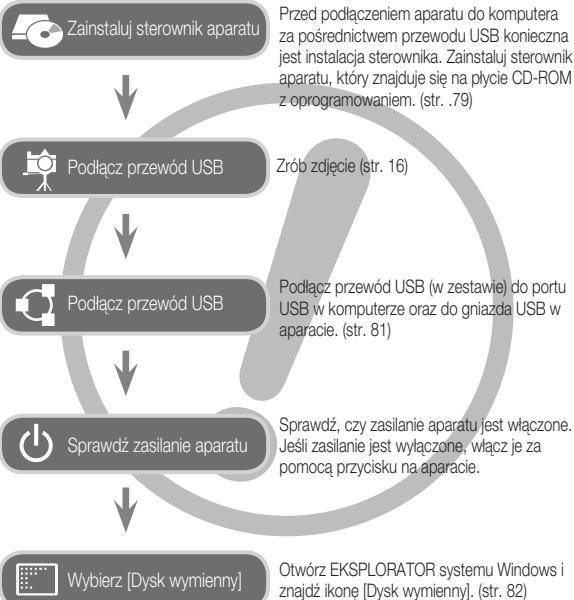 Zainstaluj sterownik aparatu
Przed podłączeniem aparatu do komputera
za pośrednictwem przewodu USB konieczna
jest instalacja sterownika. Zainstaluj sterownik
aparatu, który znajduje się na płycie CD-ROM
z oprogramowaniem. (str. .79)
Podłącz przewód USB
Zrób zdjęcie (str. 16)
Podłącz przewód USB
Podłącz przewód USB (w zestawie) do portu
USB w komputerze oraz do gniazda USB w
aparacie. (str. 81)
Sprawdź zasilanie aparatu
Sprawdź, czy zasilanie aparatu jest włączone.
Jeśli zasilanie jest wyłączone, włącz je za
pomocą przycisku na aparacie.
Wybierz [Dysk wymienny]
Otwórz EKSPLORATOR systemu Windows i
znajdź ikonę [Dysk wymienny]. (str. 82)